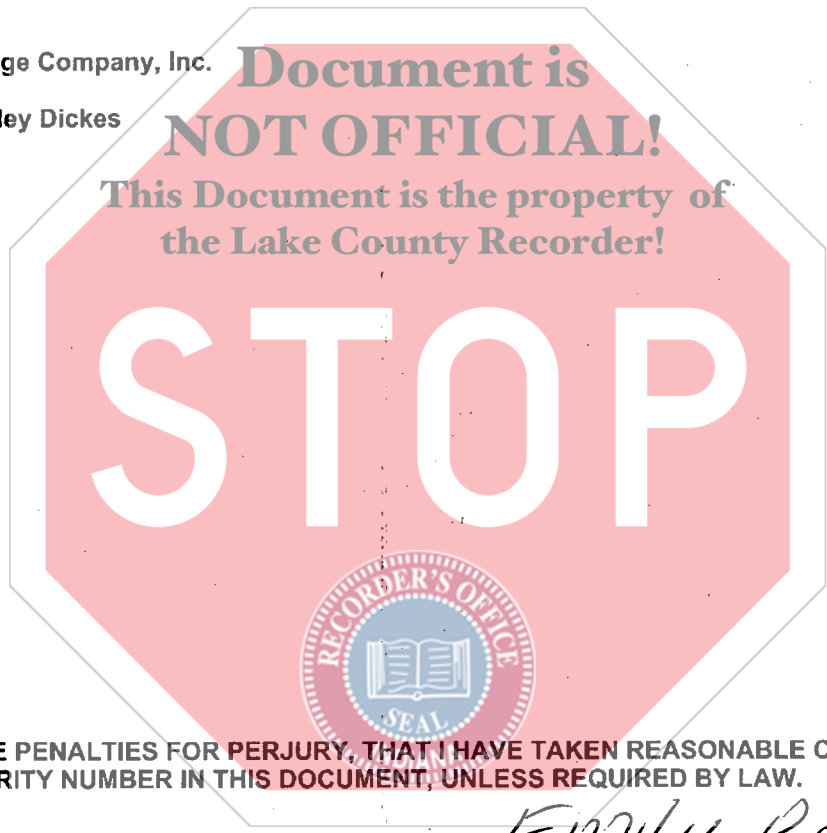 ge Company, Inc.
Document is
ley Dickes
NOT OFFICIAL!
This Document is the property of
the Lake County Recorder!
STOP
RECORDER'S OFFICE
SEAL
INDIANA
E PENALTIES FOR PERJURY, THAT I HAVE TAKEN REASONABLE C
RITY NUMBER IN THIS DOCUMENT, UNLESS REQUIRED BY LAW.